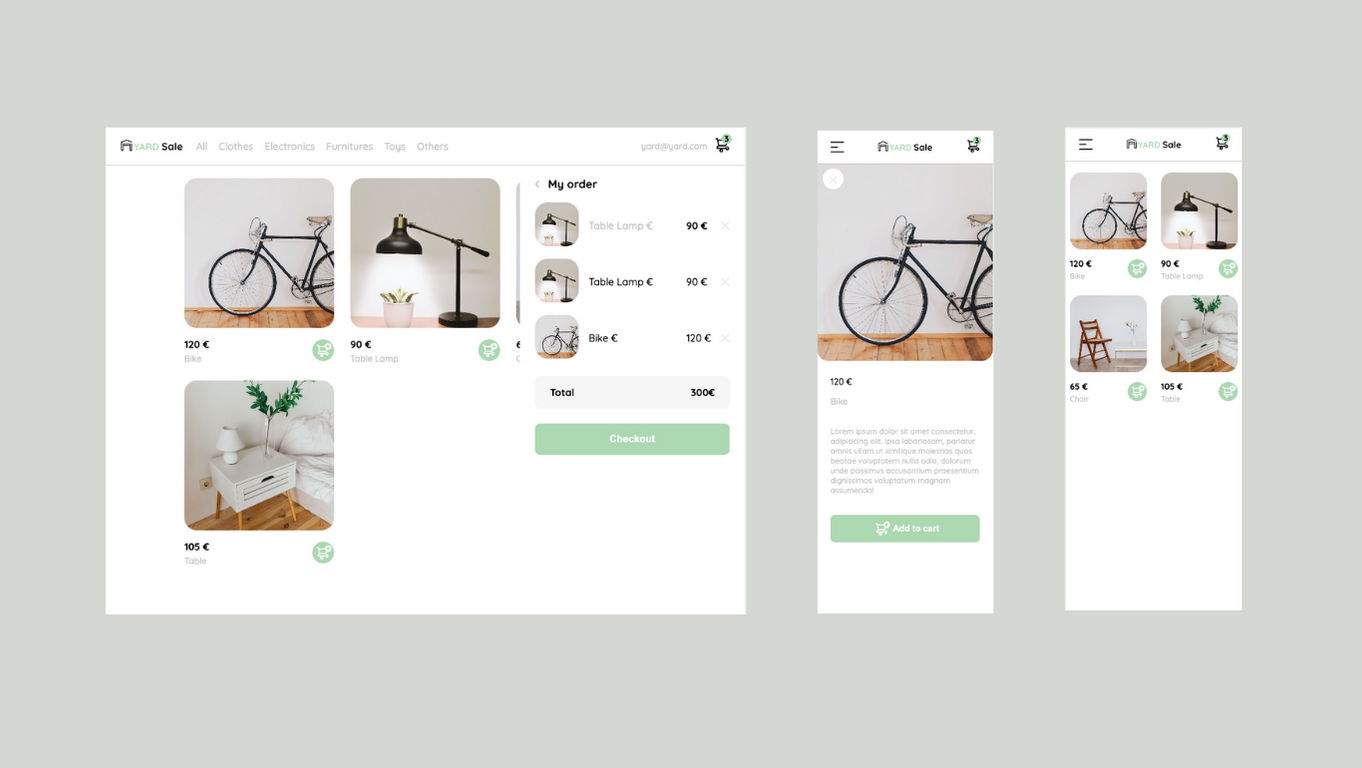 YARD Sale All Clothes Electronics Furnitures Toys Others yard@yard.com 3
My order
Table Lamp € 90 €
Table Lamp € 90 €
Bike € 120 €
Total 300€
Checkout
120 €
Bike
90 €
Table Lamp
105 €
Table
YARD Sale 3
120 €
Bike
Lorem ipsum dolor sit amet consectetur,
adipisicing elit. Ipsa laboriosam, pariatur
omnis ullam ut similique molestias quos
beatae voluptatem nulla odio, dolorum
unde possimus accusantium praesentium
dignissimos voluptatum magnam
assumenda!
Add to cart
YARD Sale 3
120 €
Bike
90 €
Table Lamp
65 €
Chair
105 €
Table